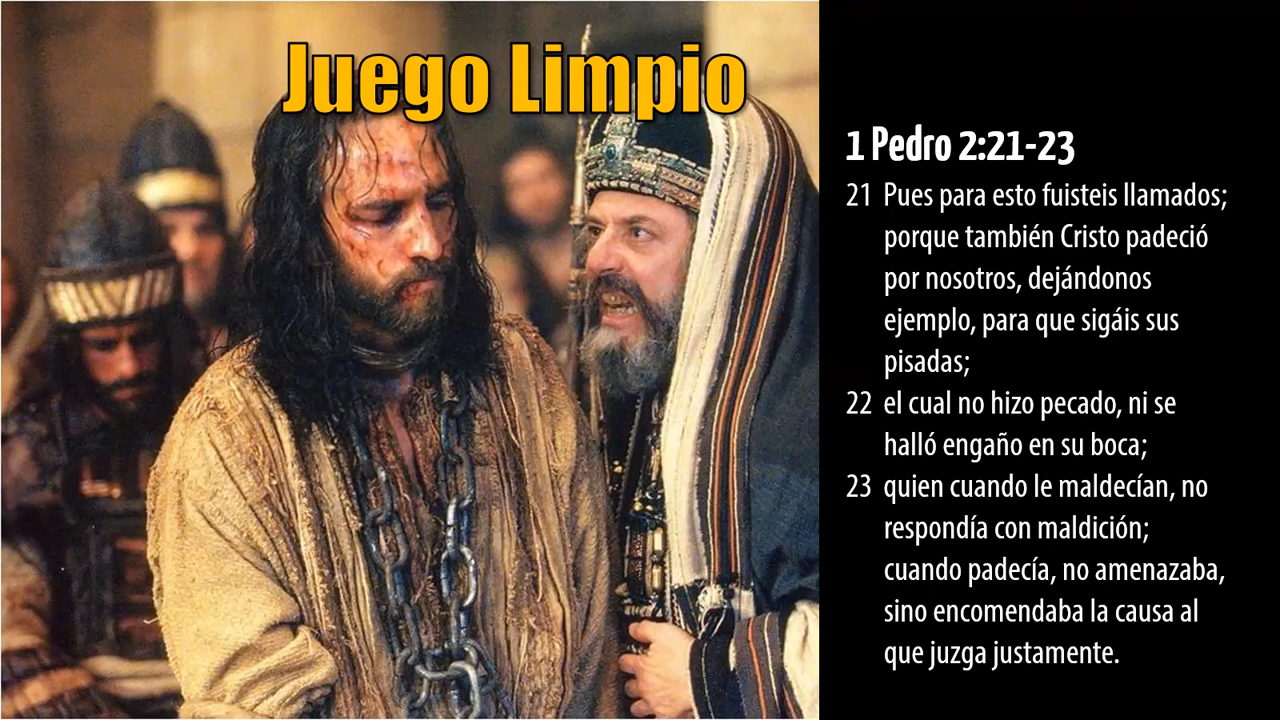 Juego Limpio
1 Pedro 2:21-23
21 Pues para esto fuisteis llamados;
porque también Cristo padeció
por nosotros, dejándonos
ejemplo, para que sigáis sus
pisadas;
22 el cual no hizo pecado, ni se
halló engaño en su boca;
23 quien cuando le maldecían, no
respondía con maldición;
cuando padecía, no amenazaba,
sino encomendaba la causa al
que juzga justamente.